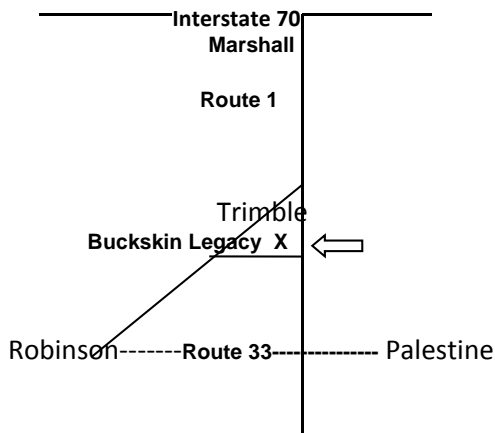 Interstate 70
Marshall
Route 1
Trimble
Buckskin Legacy X
Robinson------Route 33---------- Palestine